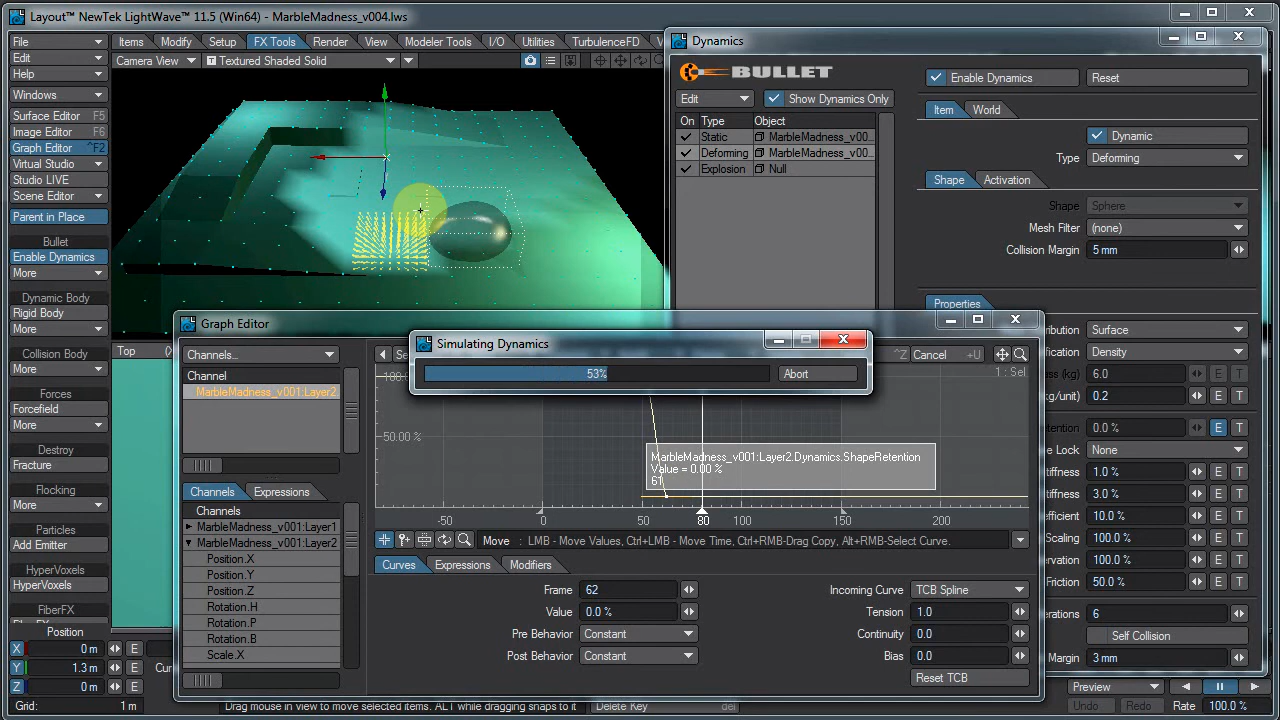 Layout™ NewTek LightWave™ 11.5 (Win64) - MarbleMadness_v004.lws
File
Edit
Help
Windows
Surface Editor F5
Image Editor F6
Graph Editor ^F2
Virtual Studio
Studio LIVE
Scene Editor
Parent in Place
Bullet
Enable Dynamics
More
Dynamic Body
Rigid Body
More
Collision Body
More
Forces
Forcefield
More
Destroy
Fracture
Flocking
More
Particles
Add Emitter
HyperVoxels
HyperVoxels
FiberFX
Position
X 0 m E
Y 1.3 m E
Z 0 m E
Grid: 1 m
Items Modify Setup FX Tools Render View Modeler Tools I/O Utilities TurbulenceFD
Camera View Textured Shaded Solid
Top
Dynamics
BULLET
Edit Show Dynamics Only
On Type Object
Static MarbleMadness_v00...
Deforming MarbleMadness_v00...
Explosion Null
Enable Dynamics Reset
Item World
Dynamic
Type Deforming
Shape Activation
Shape Sphere
Mesh Filter (none)
Collision Margin 5 mm
Properties
Surface
Density
6.0 E T
0.2 E T
0.0 % E T
None
1.0 % E T
3.0 % E T
10.0 % E T
100.0 % E T
100.0 % E T
Friction 50.0 % E T
6
Self Collision
Margin 3 mm
Graph Editor
Channels...
Channel
MarbleMadness_v001:Layer2
Channels Expressions
Channels
MarbleMadness_v001:Layer1
MarbleMadness_v001:Layer2
Position.X
Position.Y
Position.Z
Rotation.H
Rotation.P
Rotation.B
Scale.X
Simulating Dynamics
53% Abort
^Z Cancel +U
1 : Sel
50.00 %
MarbleMadness_v001:Layer2.Dynamics.ShapeRetention
Value = 0.00 %
61
-50 0 50 80 100 150 200
Move : LMB - Move Values, Ctrl+LMB - Move Time, Ctrl+RMB-Drag Copy, Alt+RMB-Select Curve.
Curves Expressions Modifiers
Frame 62 Incoming Curve TCB Spline
Value 0.0 % Tension 1.0
Pre Behavior Constant Continuity 0.0
Post Behavior Constant Bias 0.0
Reset TCB
Drag mouse in view to move selected items. ALT while dragging snaps to it
Delete Key del
Preview
Undo Redo Rate 100.0 %